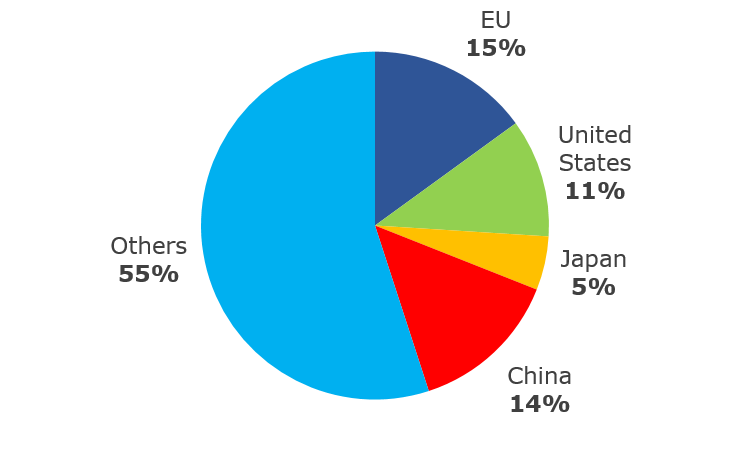 EU
15%
United
States
11%
Japan
5%
China
14%
Others
55%